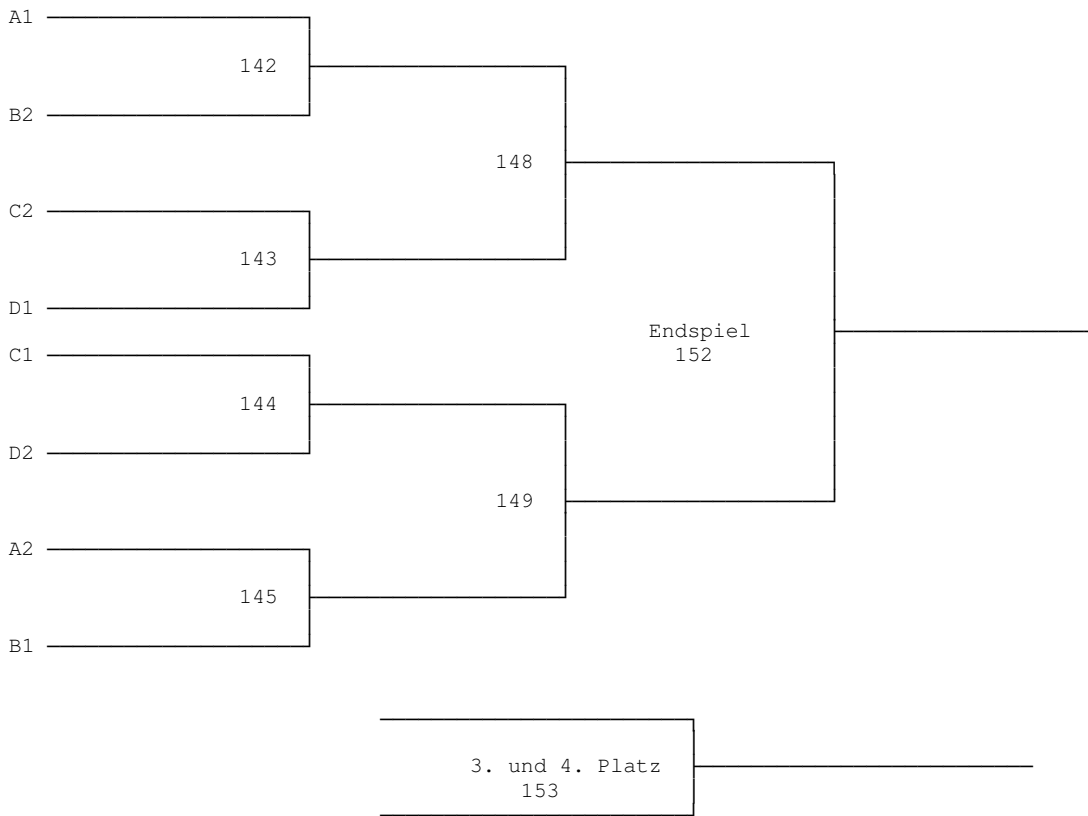 A1
142
B2
148
C2
143
D1
Endspiel
C1
152
144
D2
149
A2
145
B1
3. und 4. Platz
153